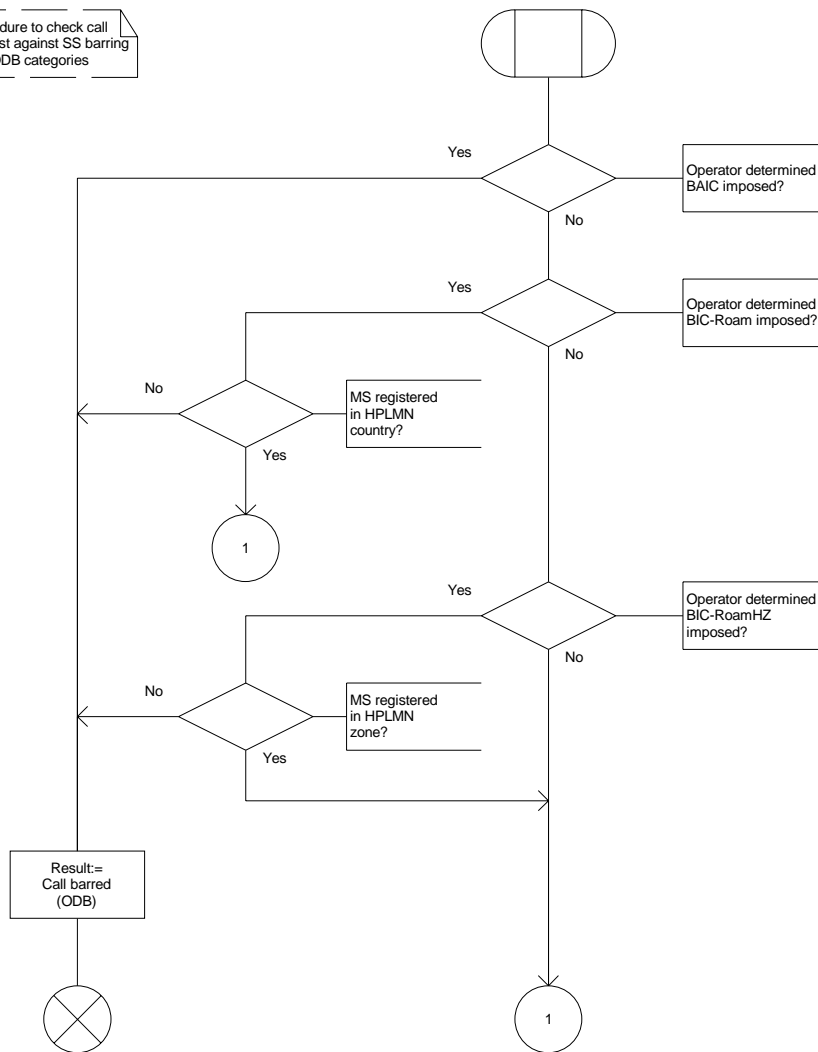 dure to check call
st against SS barring
DB categories
Yes
Operator determined
BAIC imposed?
No
Yes
Operator determined
BIC-Roam imposed?
No
No
MS registered
in HPLMN
country?
Yes
1
Yes
Operator determined
BIC-RoamHZ
imposed?
No
No
MS registered
in HPLMN
zone?
Yes
Result:=
Call barred
(ODB)
1